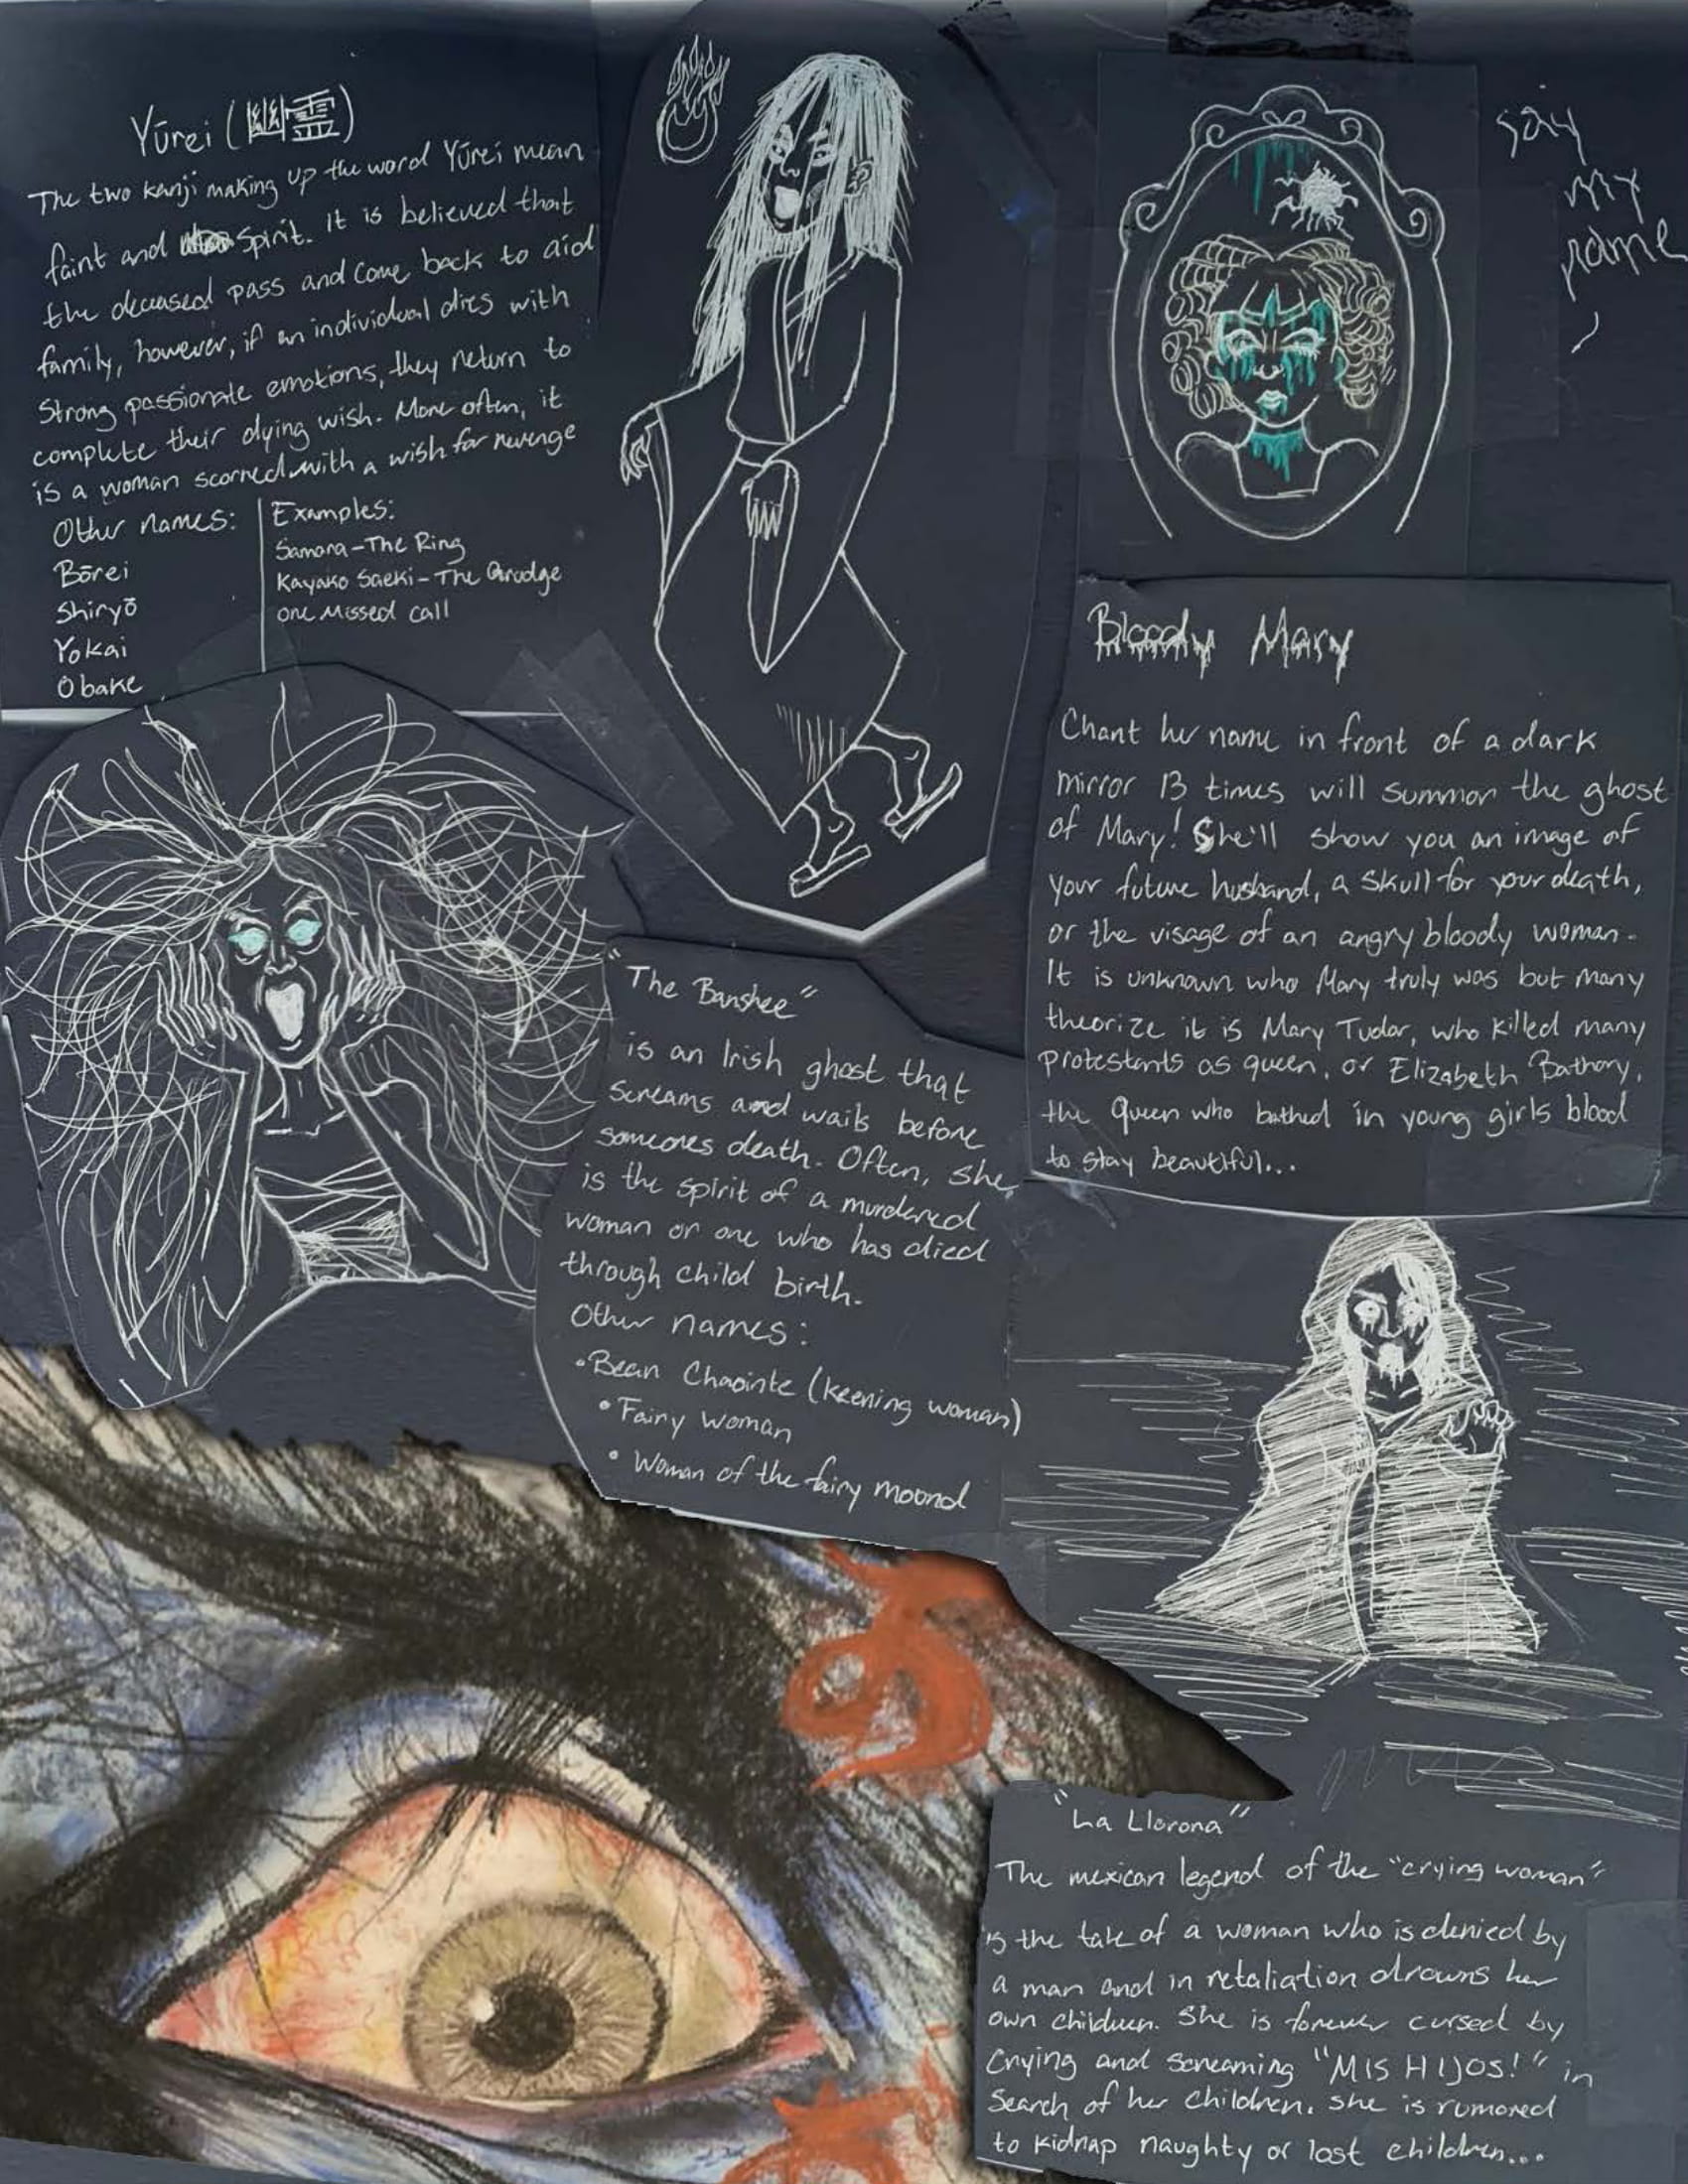 Yūrei (幽霊)
The two kanji making up the word Yūrei mean
faint and spirit. It is believed that
the deceased pass and come back to aid
family, however, if an individual dies with
strong passionate emotions, they return to
complete their dying wish. More often, it
is a woman scorned with a wish for revenge
Other names:
Bōrei
Shiryō
Yokai
Obake
Examples:
Samara-The Ring
Kayako Saeki-The Grudge
One Missed Call
say
my
name
Bloody Mary
Chant her name in front of a dark
mirror 13 times will summon the ghost
of Mary! She'll show you an image of
your future husband, a skull for your death,
or the visage of an angry bloody woman.
It is unknown who Mary truly was but many
theorize it is Mary Tudor, who killed many
protestants as queen, or Elizabeth Bathory,
the queen who bathed in young girls blood
to stay beautiful...
"The Banshee"
is an Irish ghost that
screams and wails before
someones death. Often, she
is the spirit of a murdered
woman or one who has died
through child birth.
Other names:
•Bean Chaointe (keening woman)
•Fairy woman
•Woman of the fairy moond
"La Llorona"
The mexican legend of the "crying woman"
is the tale of a woman who is denied by
a man and in retaliation drowns her
own children. She is forever cursed by
crying and screaming "MIS HIJOS!" in
search of her children. She is rumored
to kidnap naughty or lost children...